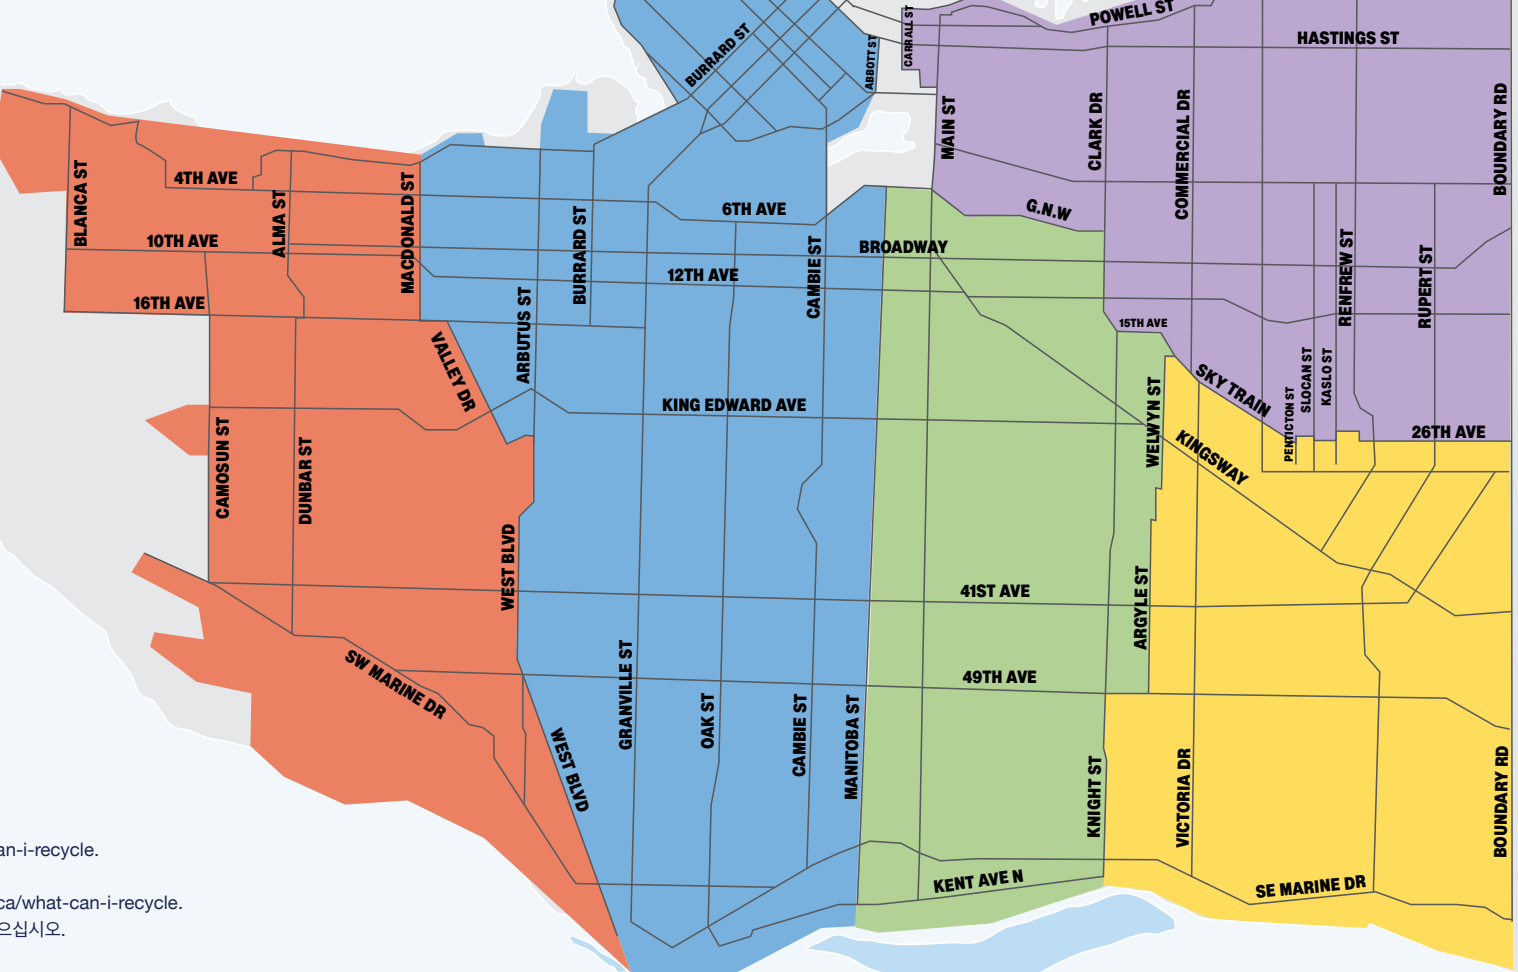 POWELL ST
HASTINGS ST
BURRARD ST
ABBOTT ST
CARRALL ST
MAIN ST
CLARK DR
COMMERCIAL DR
BOUNDARY RD
BLANCA ST
4TH AVE
ALMA ST
MACDONALD ST
BURRARD ST
6TH AVE
G.N.W
10TH AVE
BROADWAY
12TH AVE
CAMBIE ST
RENFREW ST
RUPERT ST
16TH AVE
ARBUTUS ST
15TH AVE
VALLEY DR
SKY TRAIN
PENTICTON ST
SLOCAN ST
KASLO ST
KING EDWARD AVE
WELWYN ST
KINGSWAY
26TH AVE
CAMOSUN ST
DUNBAR ST
WEST BLVD
41ST AVE
ARGYLE ST
SW MARINE DR
49TH AVE
GRANVILLE ST
OAK ST
CAMBIE ST
MANITOBA ST
WEST BLVD
KNIGHT ST
VICTORIA DR
BOUNDARY RD
KENT AVE N
SE MARINE DR
an-i-recycle.
ca/what-can-i-recycle.
으십시오.